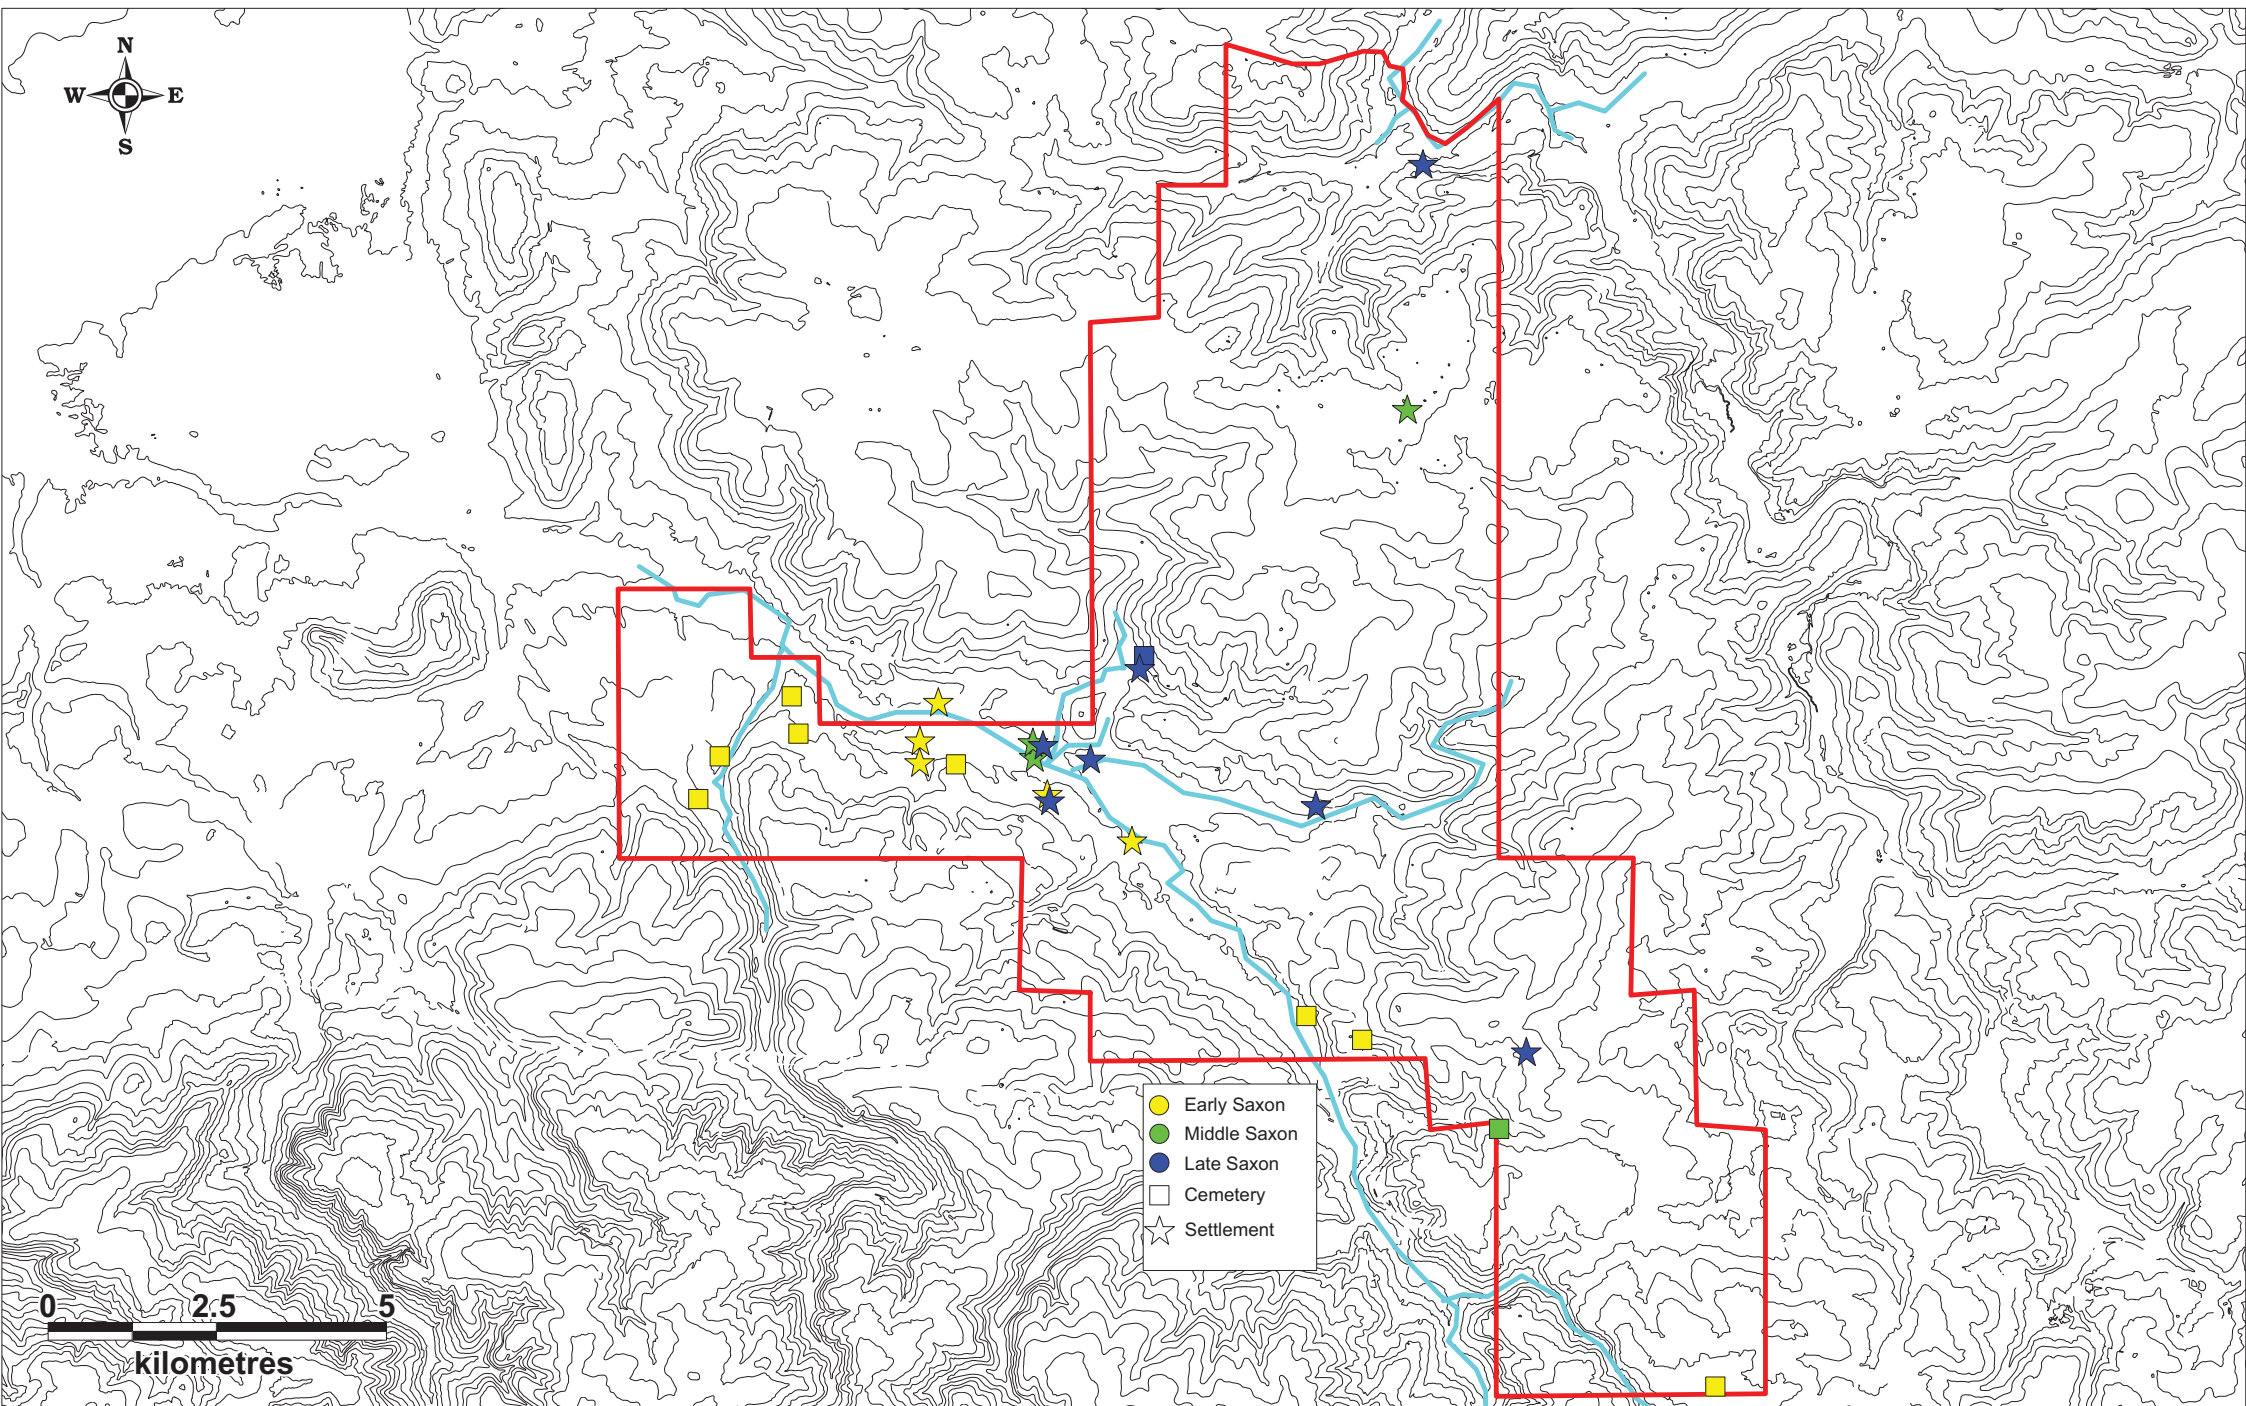 N
W E
S
Early Saxon
Middle Saxon
Late Saxon
Cemetery
Settlement
0 2.5 5
kilometres